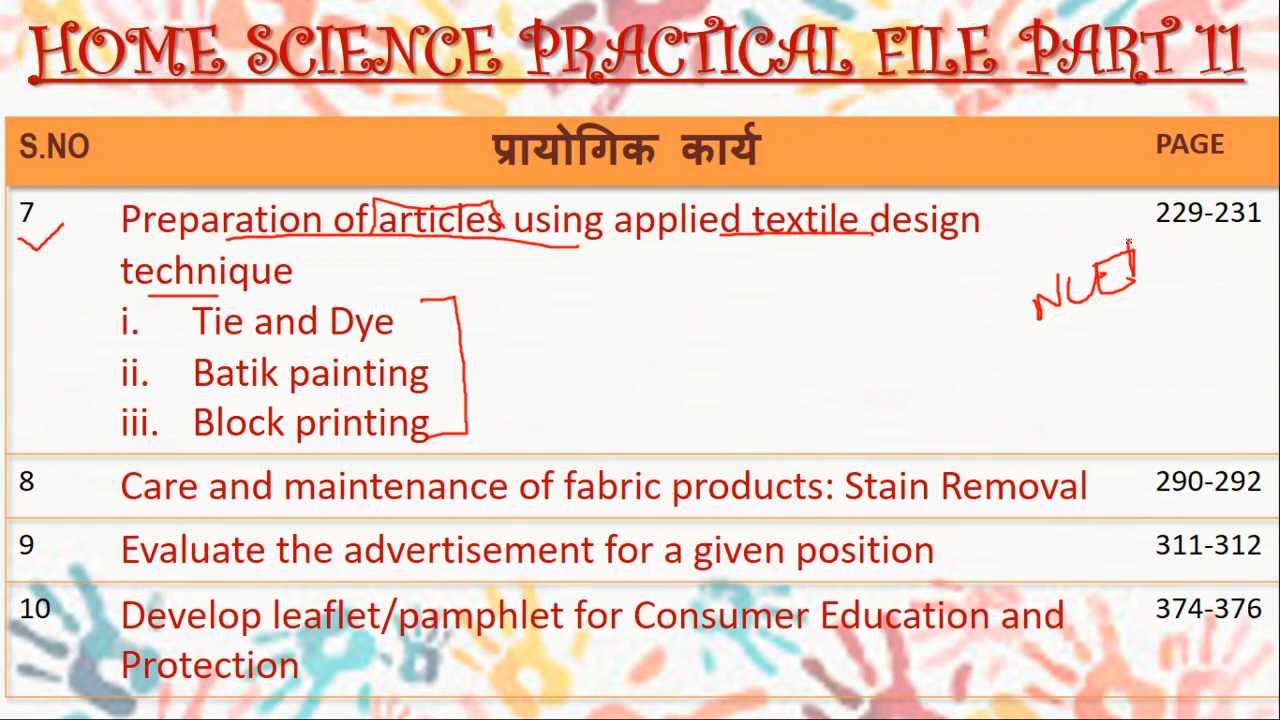 HOME SCIENCE PRACTICAL FILE PART 11
S.NO प्रायोगिक कार्य PAGE
7 Preparation of articles using applied textile design 229-231
technique
i. Tie and Dye
ii. Batik painting
iii. Block printing
8 Care and maintenance of fabric products: Stain Removal 290-292
9 Evaluate the advertisement for a given position 311-312
10 Develop leaflet/pamphlet for Consumer Education and 374-376
Protection